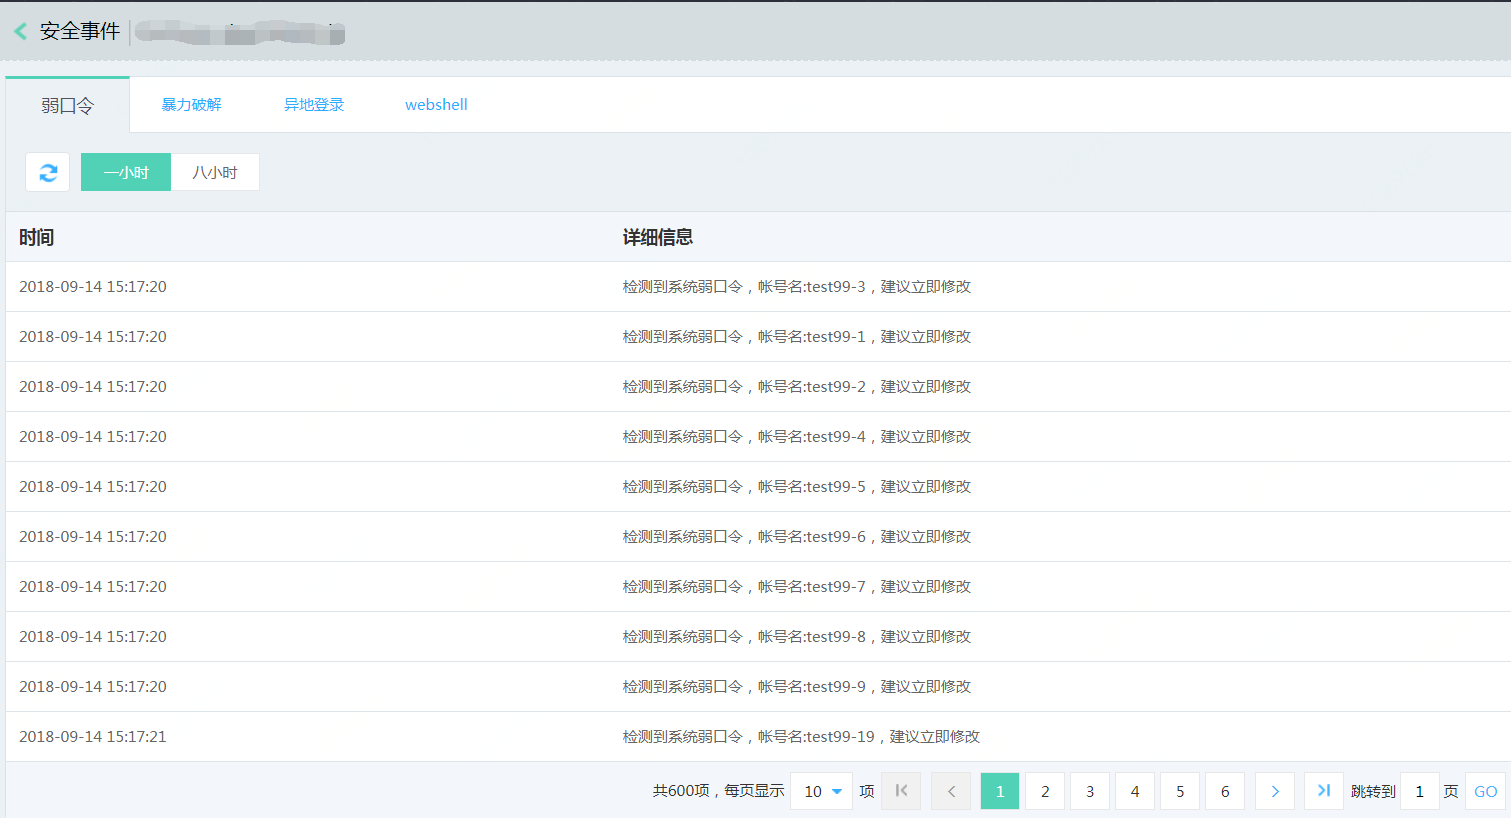 安全事件
弱口令 暴力破解 异地登录 webshell
一小时 八小时
时间 详细信息
2018-09-14 15:17:20 检测到系统弱口令，帐号名:test99-3，建议立即修改
2018-09-14 15:17:20 检测到系统弱口令，帐号名:test99-1，建议立即修改
2018-09-14 15:17:20 检测到系统弱口令，帐号名:test99-2，建议立即修改
2018-09-14 15:17:20 检测到系统弱口令，帐号名:test99-4，建议立即修改
2018-09-14 15:17:20 检测到系统弱口令，帐号名:test99-5，建议立即修改
2018-09-14 15:17:20 检测到系统弱口令，帐号名:test99-6，建议立即修改
2018-09-14 15:17:20 检测到系统弱口令，帐号名:test99-7，建议立即修改
2018-09-14 15:17:20 检测到系统弱口令，帐号名:test99-8，建议立即修改
2018-09-14 15:17:20 检测到系统弱口令，帐号名:test99-9，建议立即修改
2018-09-14 15:17:21 检测到系统弱口令，帐号名:test99-19，建议立即修改
共600项，每页显示 10 项 1 2 3 4 5 6 跳转到 1 页 GO